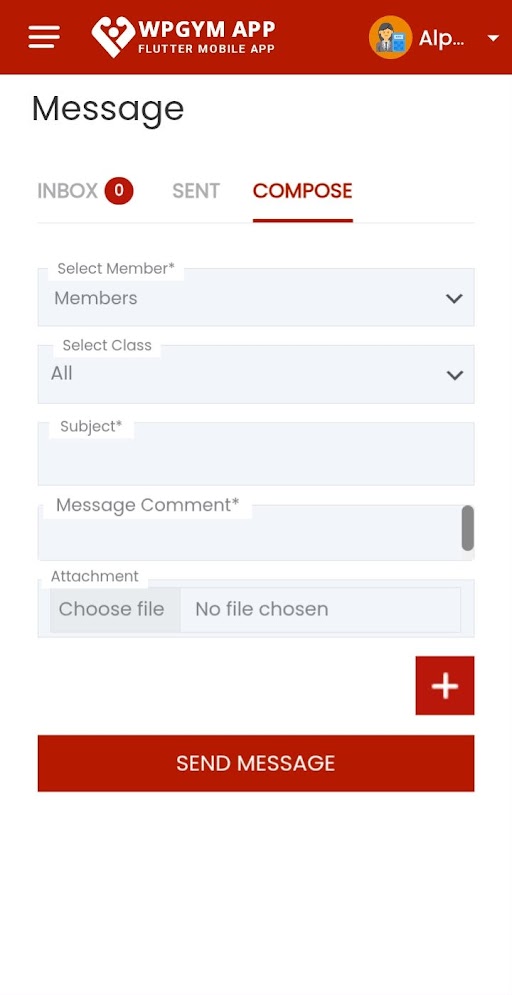 WPGYM APP
FLUTTER MOBILE APP
Alp...
Message
INBOX 0 SENT COMPOSE
Select Member*
Members
Select Class
All
Subject*
Message Comment*
Attachment
Choose file No file chosen
+
SEND MESSAGE